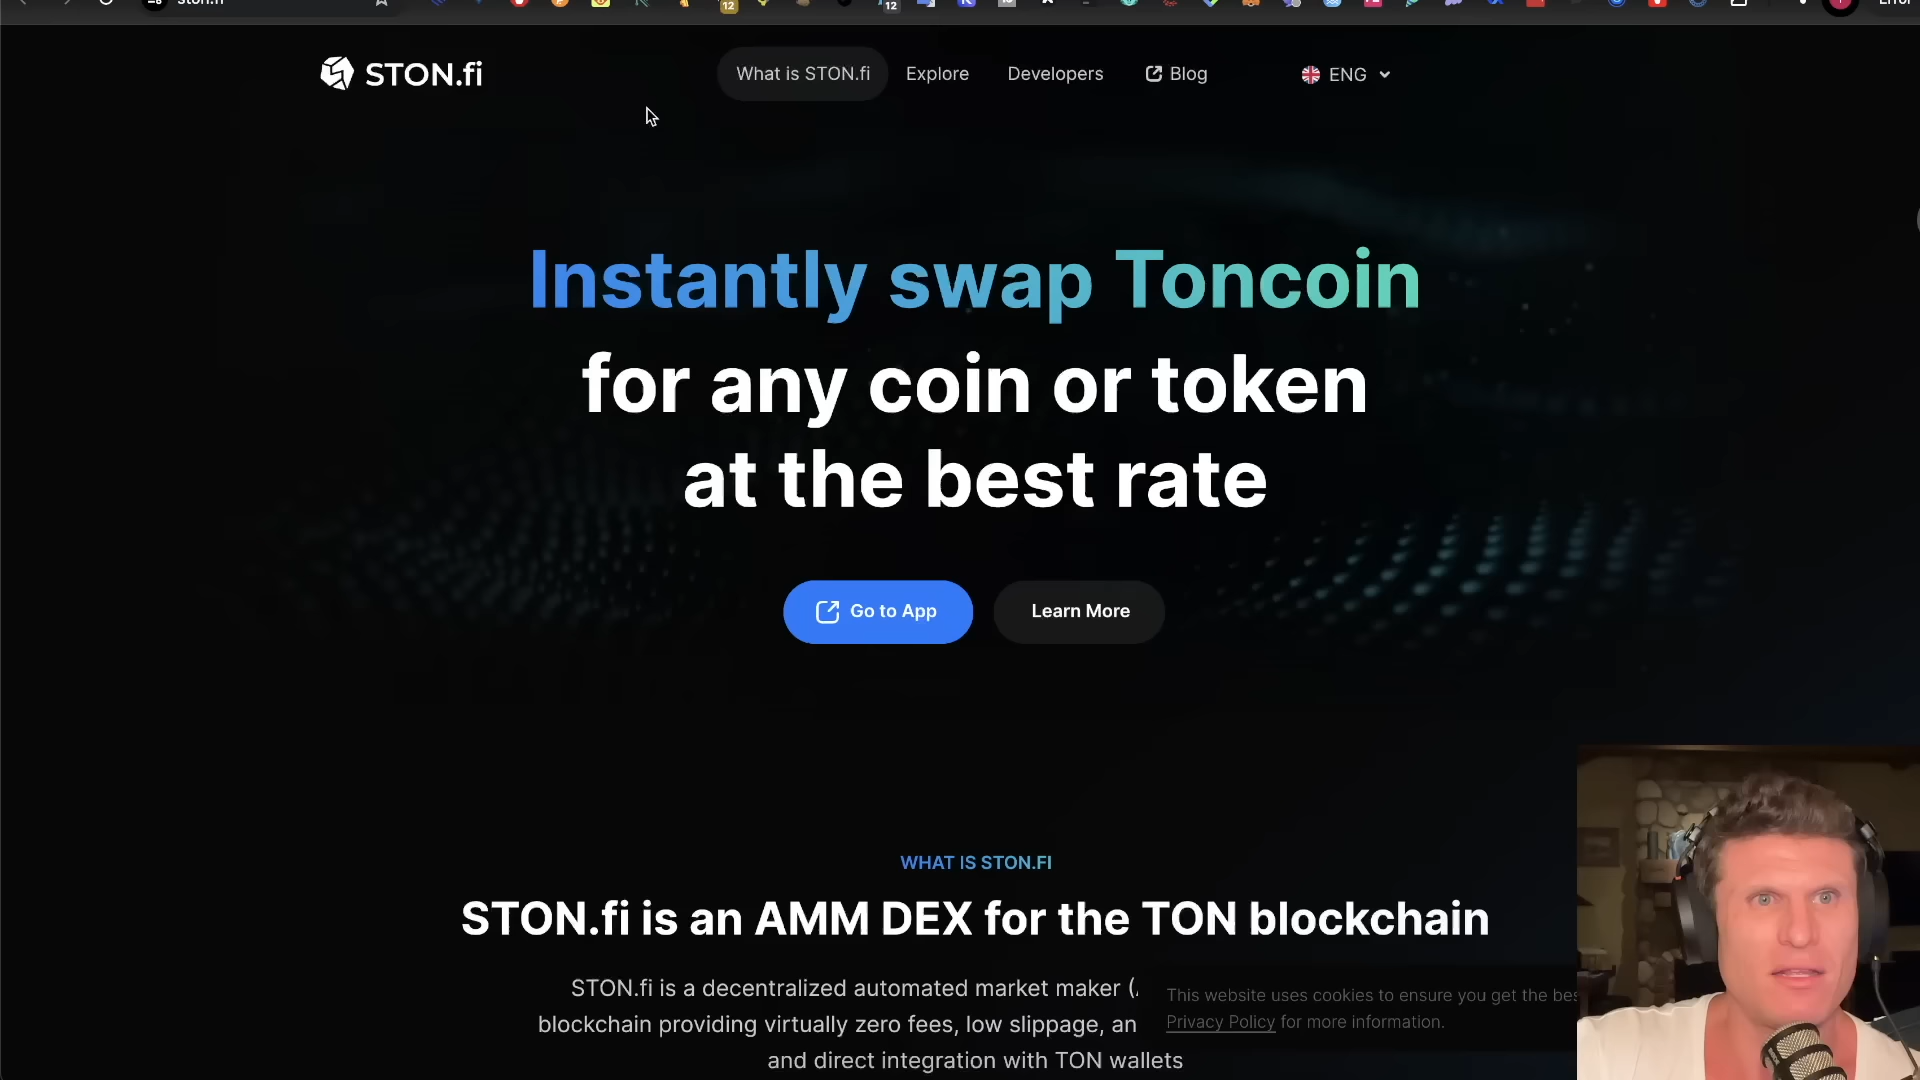 STON.fi
What is STON.fi
Explore
Developers
Blog
ENG
12
12
Instantly swap Toncoin
for any coin or token
at the best rate
Go to App
Learn More
WHAT IS STON.FI
STON.fi is an AMM DEX for the TON blockchain
STON.fi is a decentralized automated market maker (
blockchain providing virtually zero fees, low slippage, an
and direct integration with TON wallets
This website uses cookies to ensure you get the bes
Privacy Policy for more information.